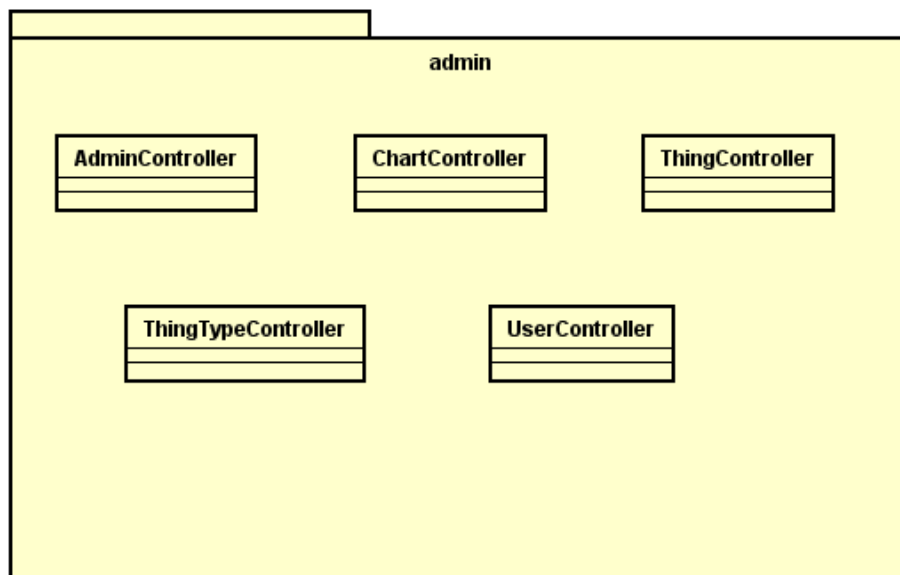 admin
AdminController
ChartController
ThingController
ThingTypeController
UserController